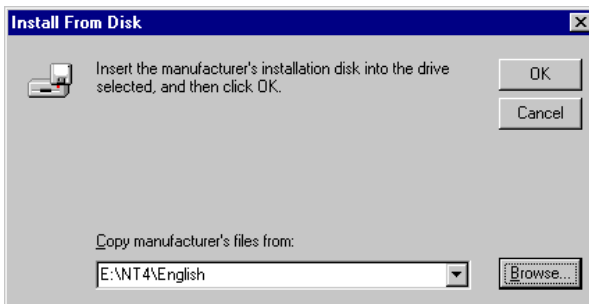 Install From Disk
Insert the manufacturer's installation disk into the drive
selected, and then click OK.
OK
Cancel
Copy manufacturer's files from:
E:\NT4\English
Browse...